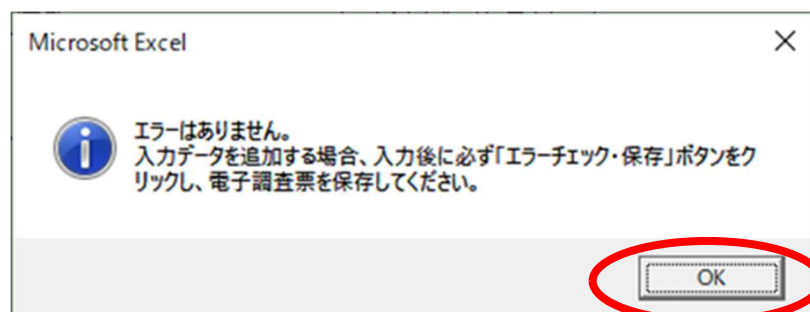 Microsoft Excel
エラーはありません。
入力データを追加する場合、入力後に必ず「エラーチェック・保存」ボタンをク
リックし、電子調査票を保存してください。
OK